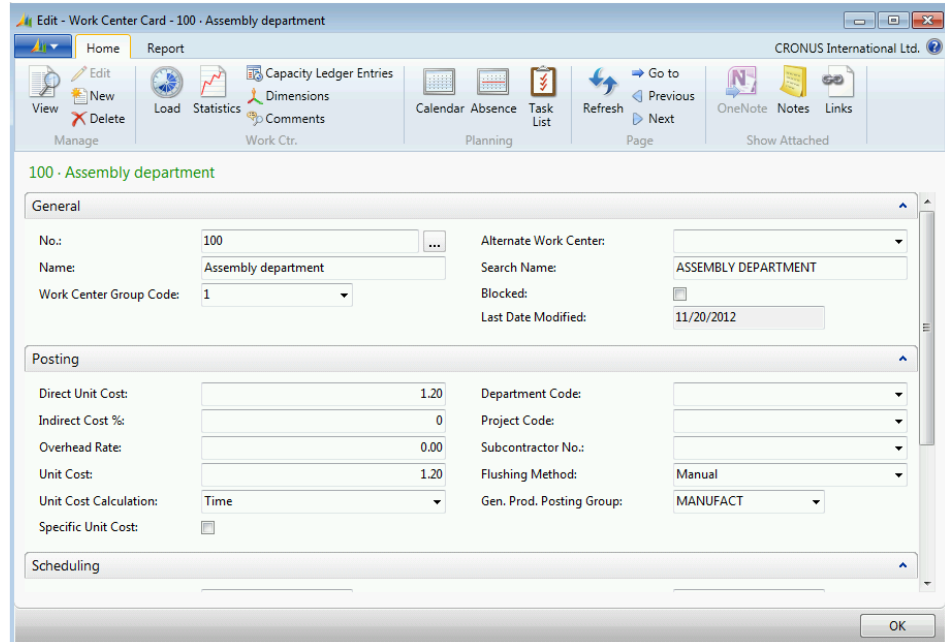 Edit - Work Center Card - 100 · Assembly department
Home Report CRONUS International Ltd.
View
Edit
New
Delete
Manage
Load
Statistics
Capacity Ledger Entries
Dimensions
Comments
Work Ctr.
Calendar
Absence
Task
List
Planning
Refresh
Go to
Previous
Next
Page
OneNote
Notes
Links
Show Attached
100 · Assembly department
General
No.: 100 ... Alternate Work Center:
Name: Assembly department Search Name: ASSEMBLY DEPARTMENT
Work Center Group Code: 1 Blocked:
Last Date Modified: 11/20/2012
Posting
Direct Unit Cost: 1.20 Department Code:
Indirect Cost %: 0 Project Code:
Overhead Rate: 0.00 Subcontractor No.:
Unit Cost: 1.20 Flushing Method: Manual
Unit Cost Calculation: Time Gen. Prod. Posting Group: MANUFACT
Specific Unit Cost:
Scheduling
OK